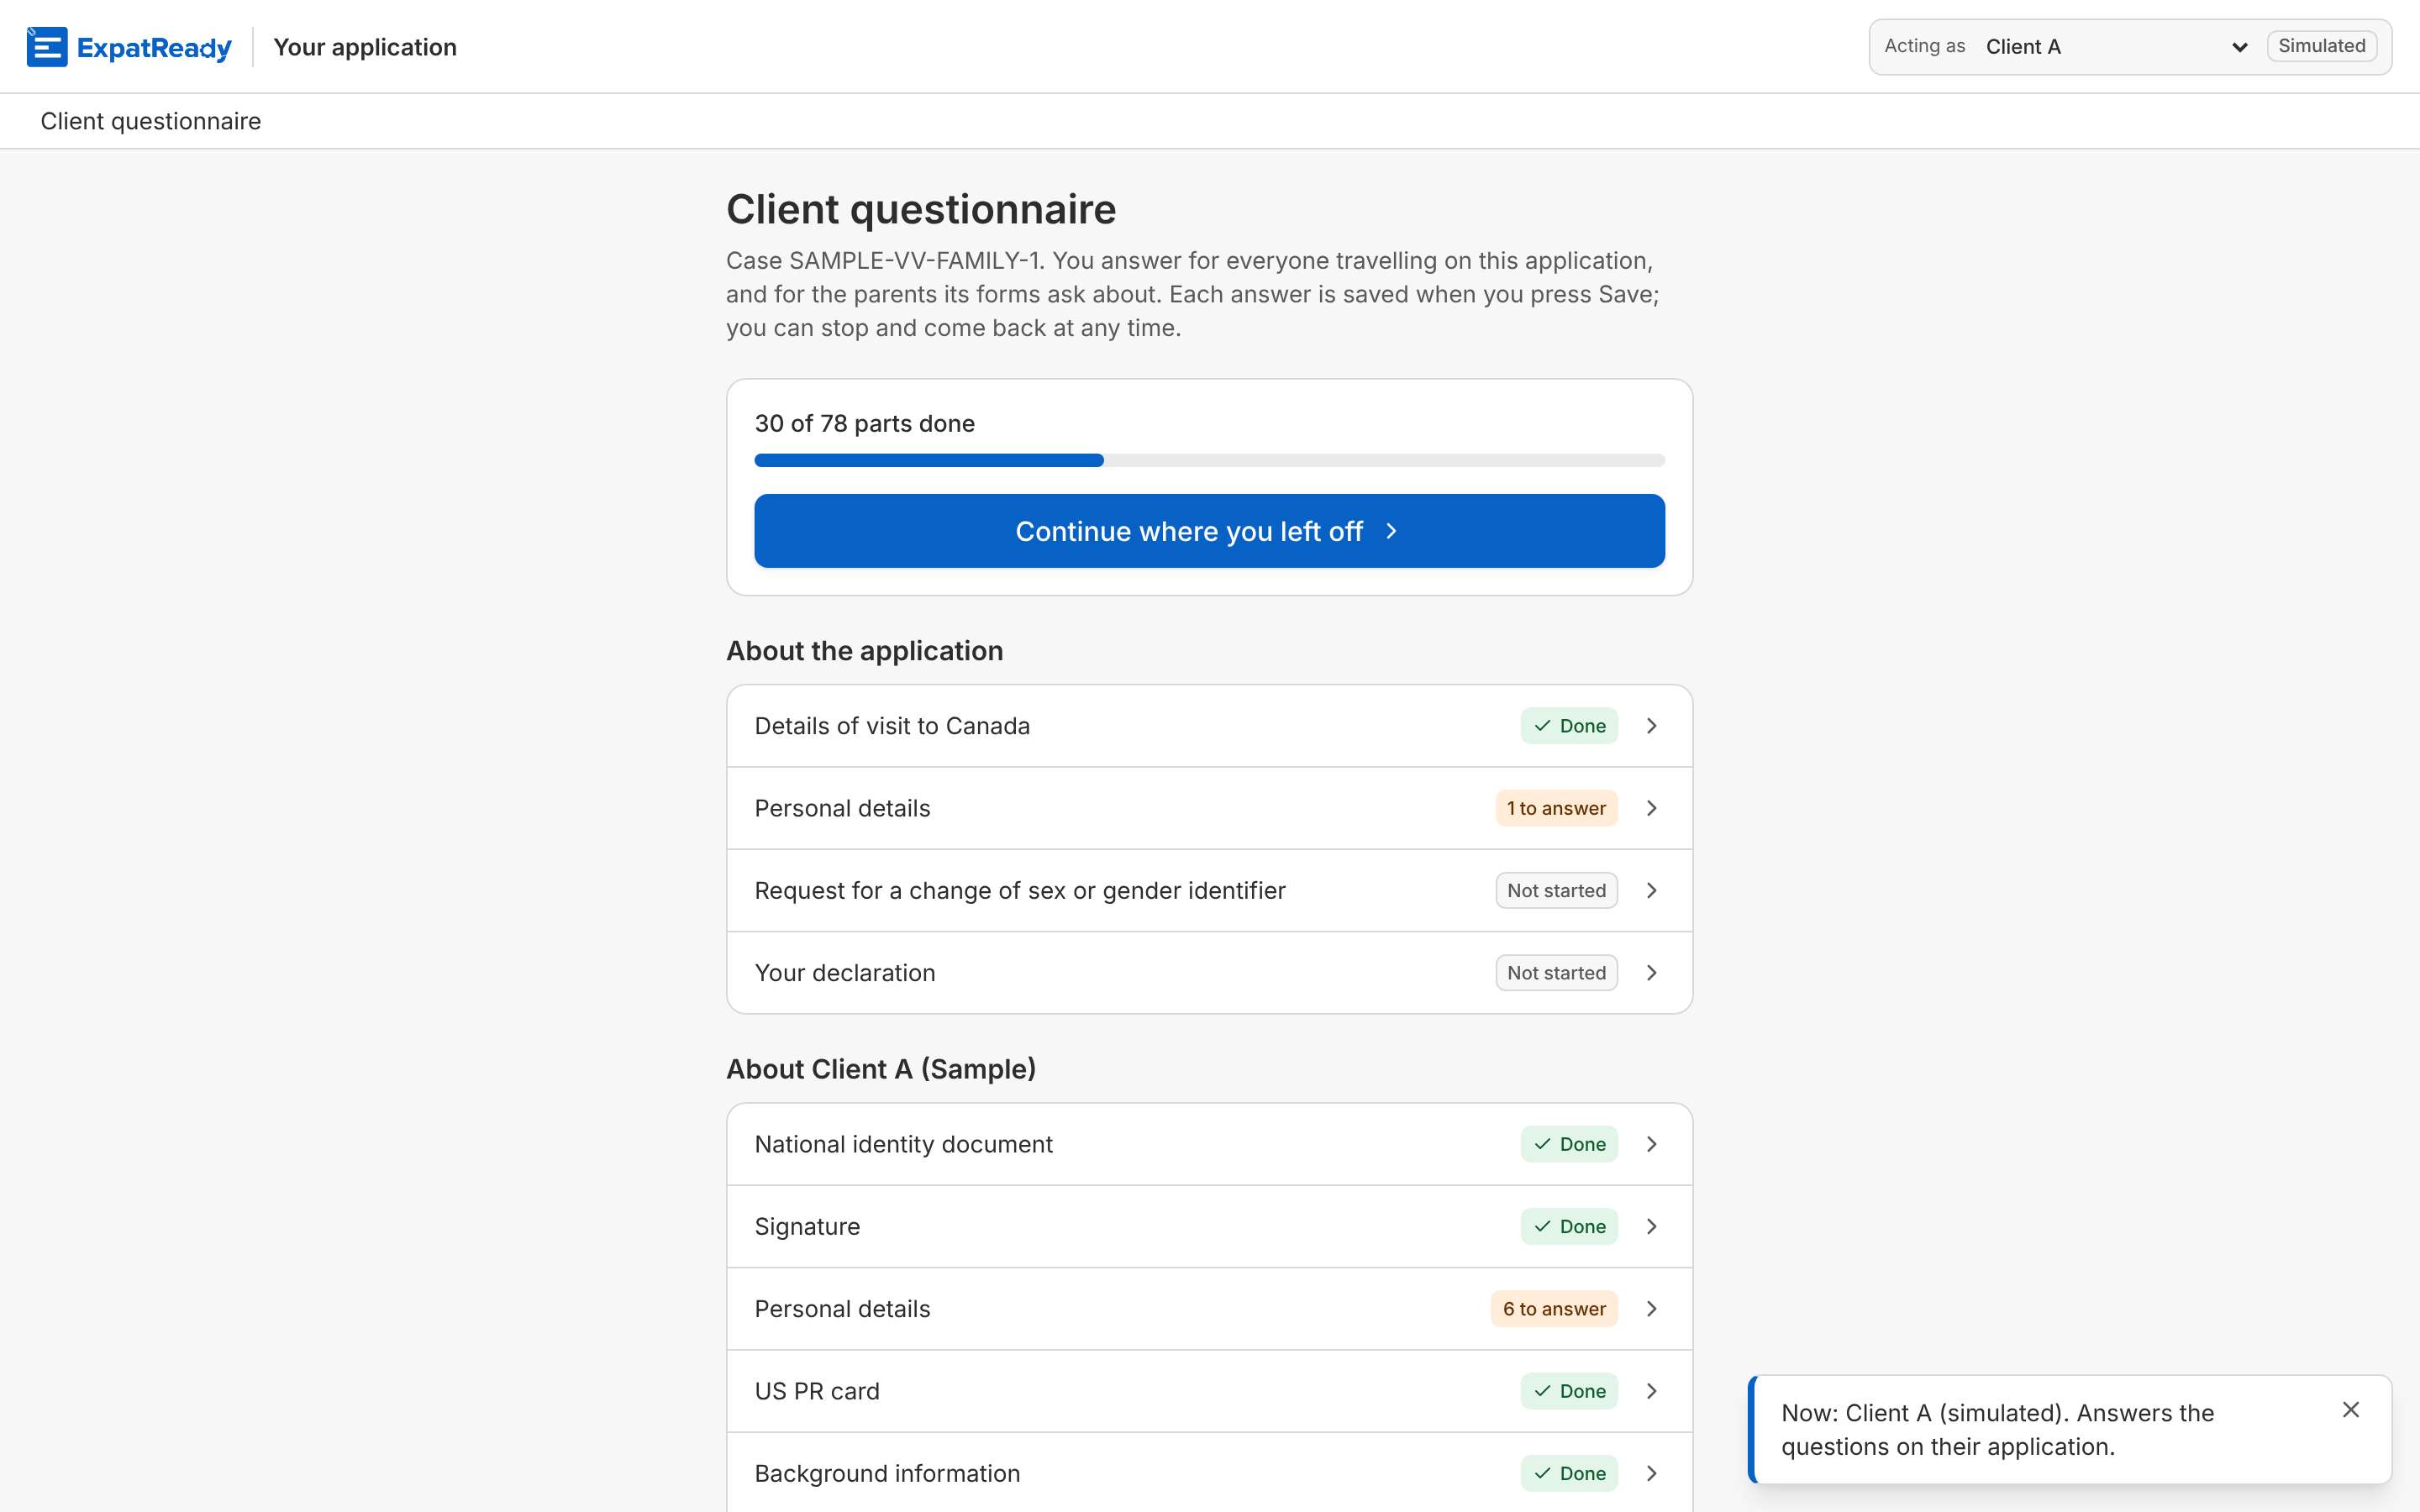 ExpatReady
Your application
Acting as Client A Simulated
Client questionnaire
Client questionnaire
Case SAMPLE-VV-FAMILY-1. You answer for everyone travelling on this application,
and for the parents its forms ask about. Each answer is saved when you press Save;
you can stop and come back at any time.
30 of 78 parts done
Continue where you left off
About the application
Details of visit to Canada Done
Personal details 1 to answer
Request for a change of sex or gender identifier Not started
Your declaration Not started
About Client A (Sample)
National identity document Done
Signature Done
Personal details 6 to answer
US PR card Done
Background information Done
Now: Client A (simulated). Answers the
questions on their application.